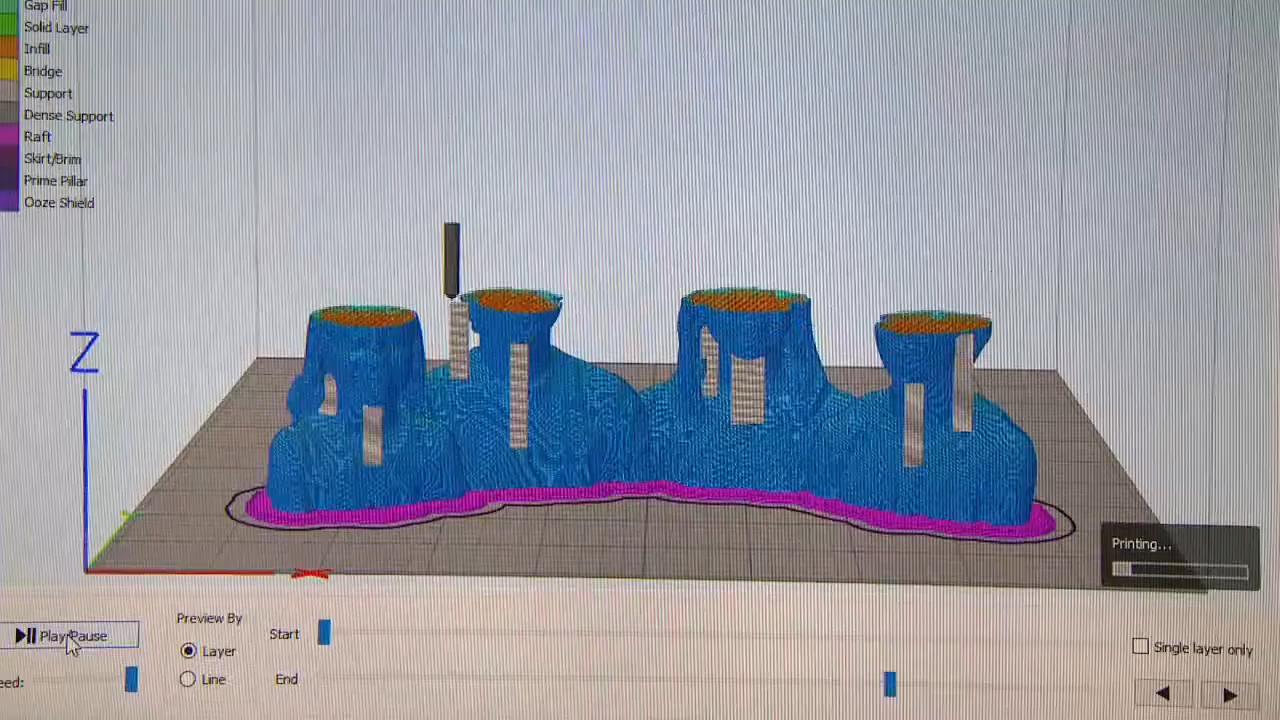 Gap Fill
Solid Layer
Infill
Bridge
Support
Dense Support
Raft
Skirt/Brim
Prime Pillar
Ooze Shield
Z
Printing...
Play/Pause
Preview By
Start
Layer
Single layer only
eed:
Line
End